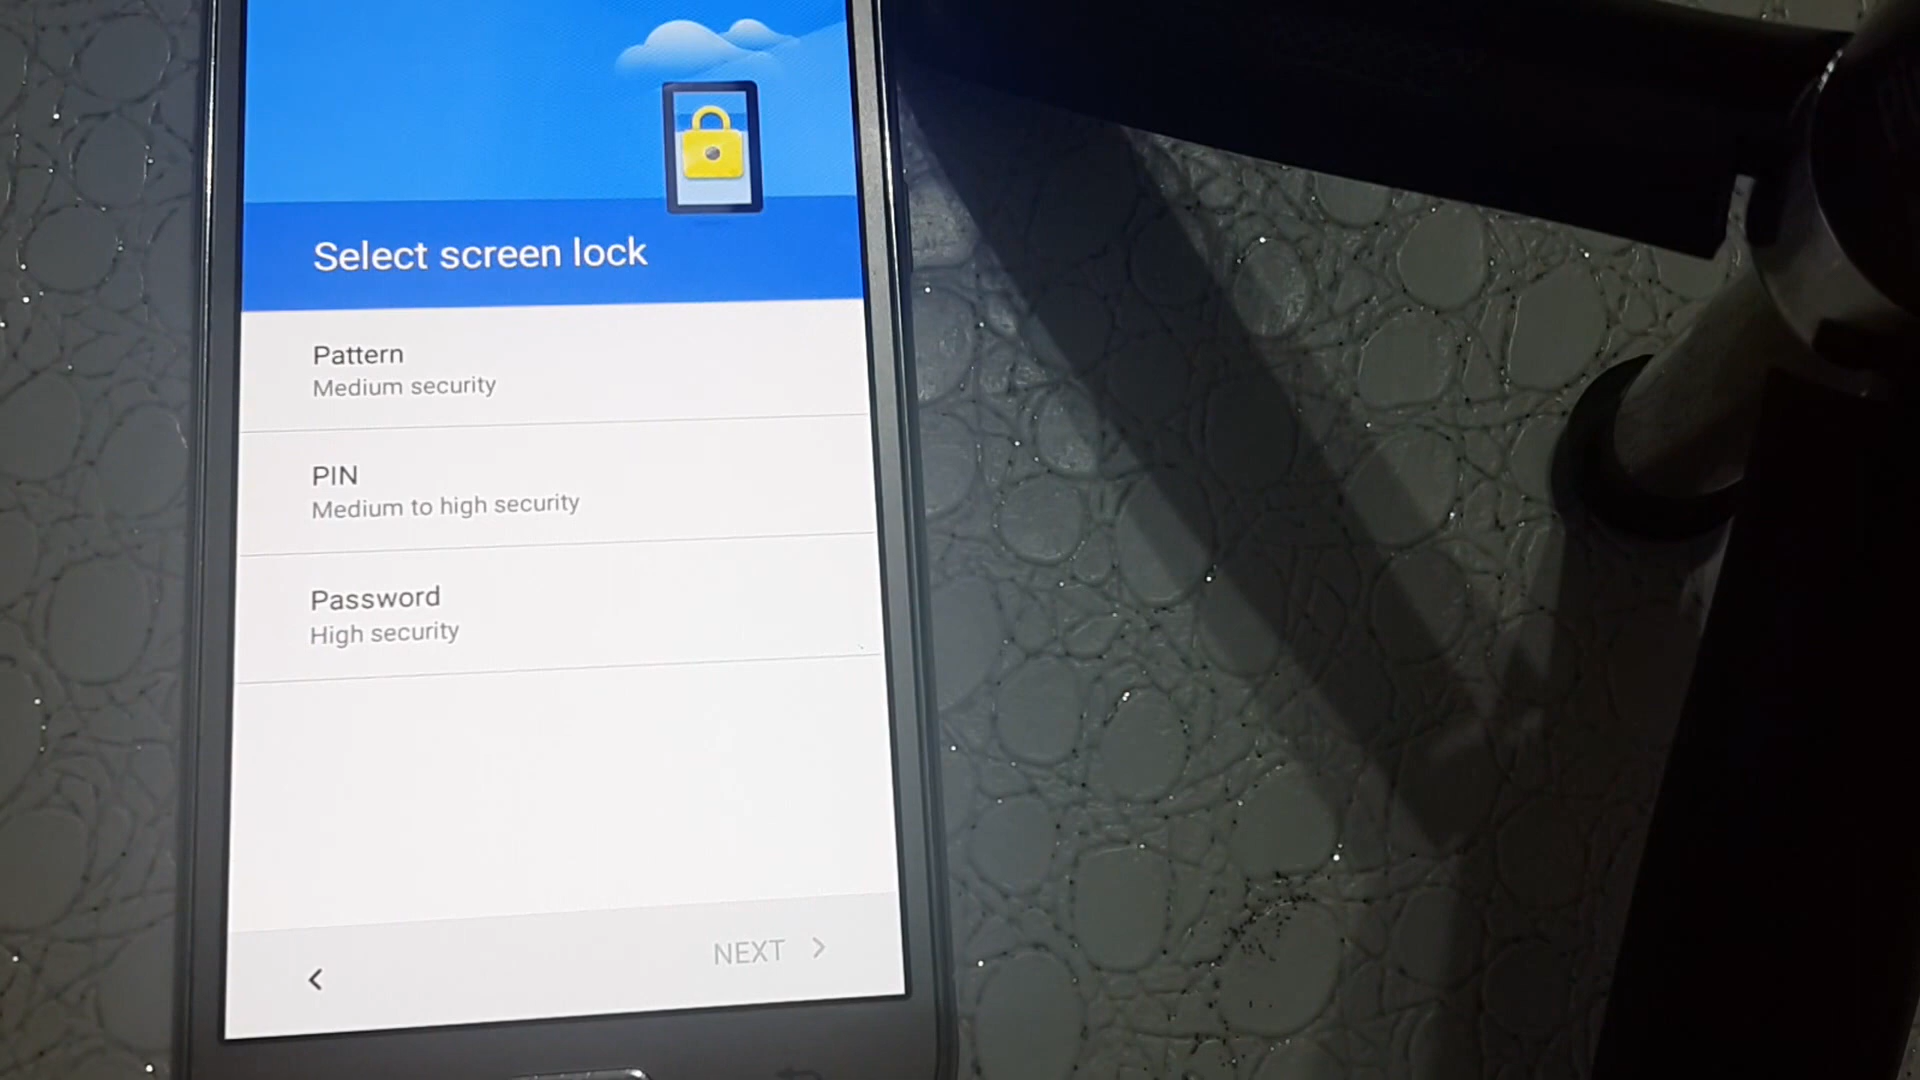 Select screen lock
Pattern
Medium security
PIN
Medium to high security
Password
High security
NEXT